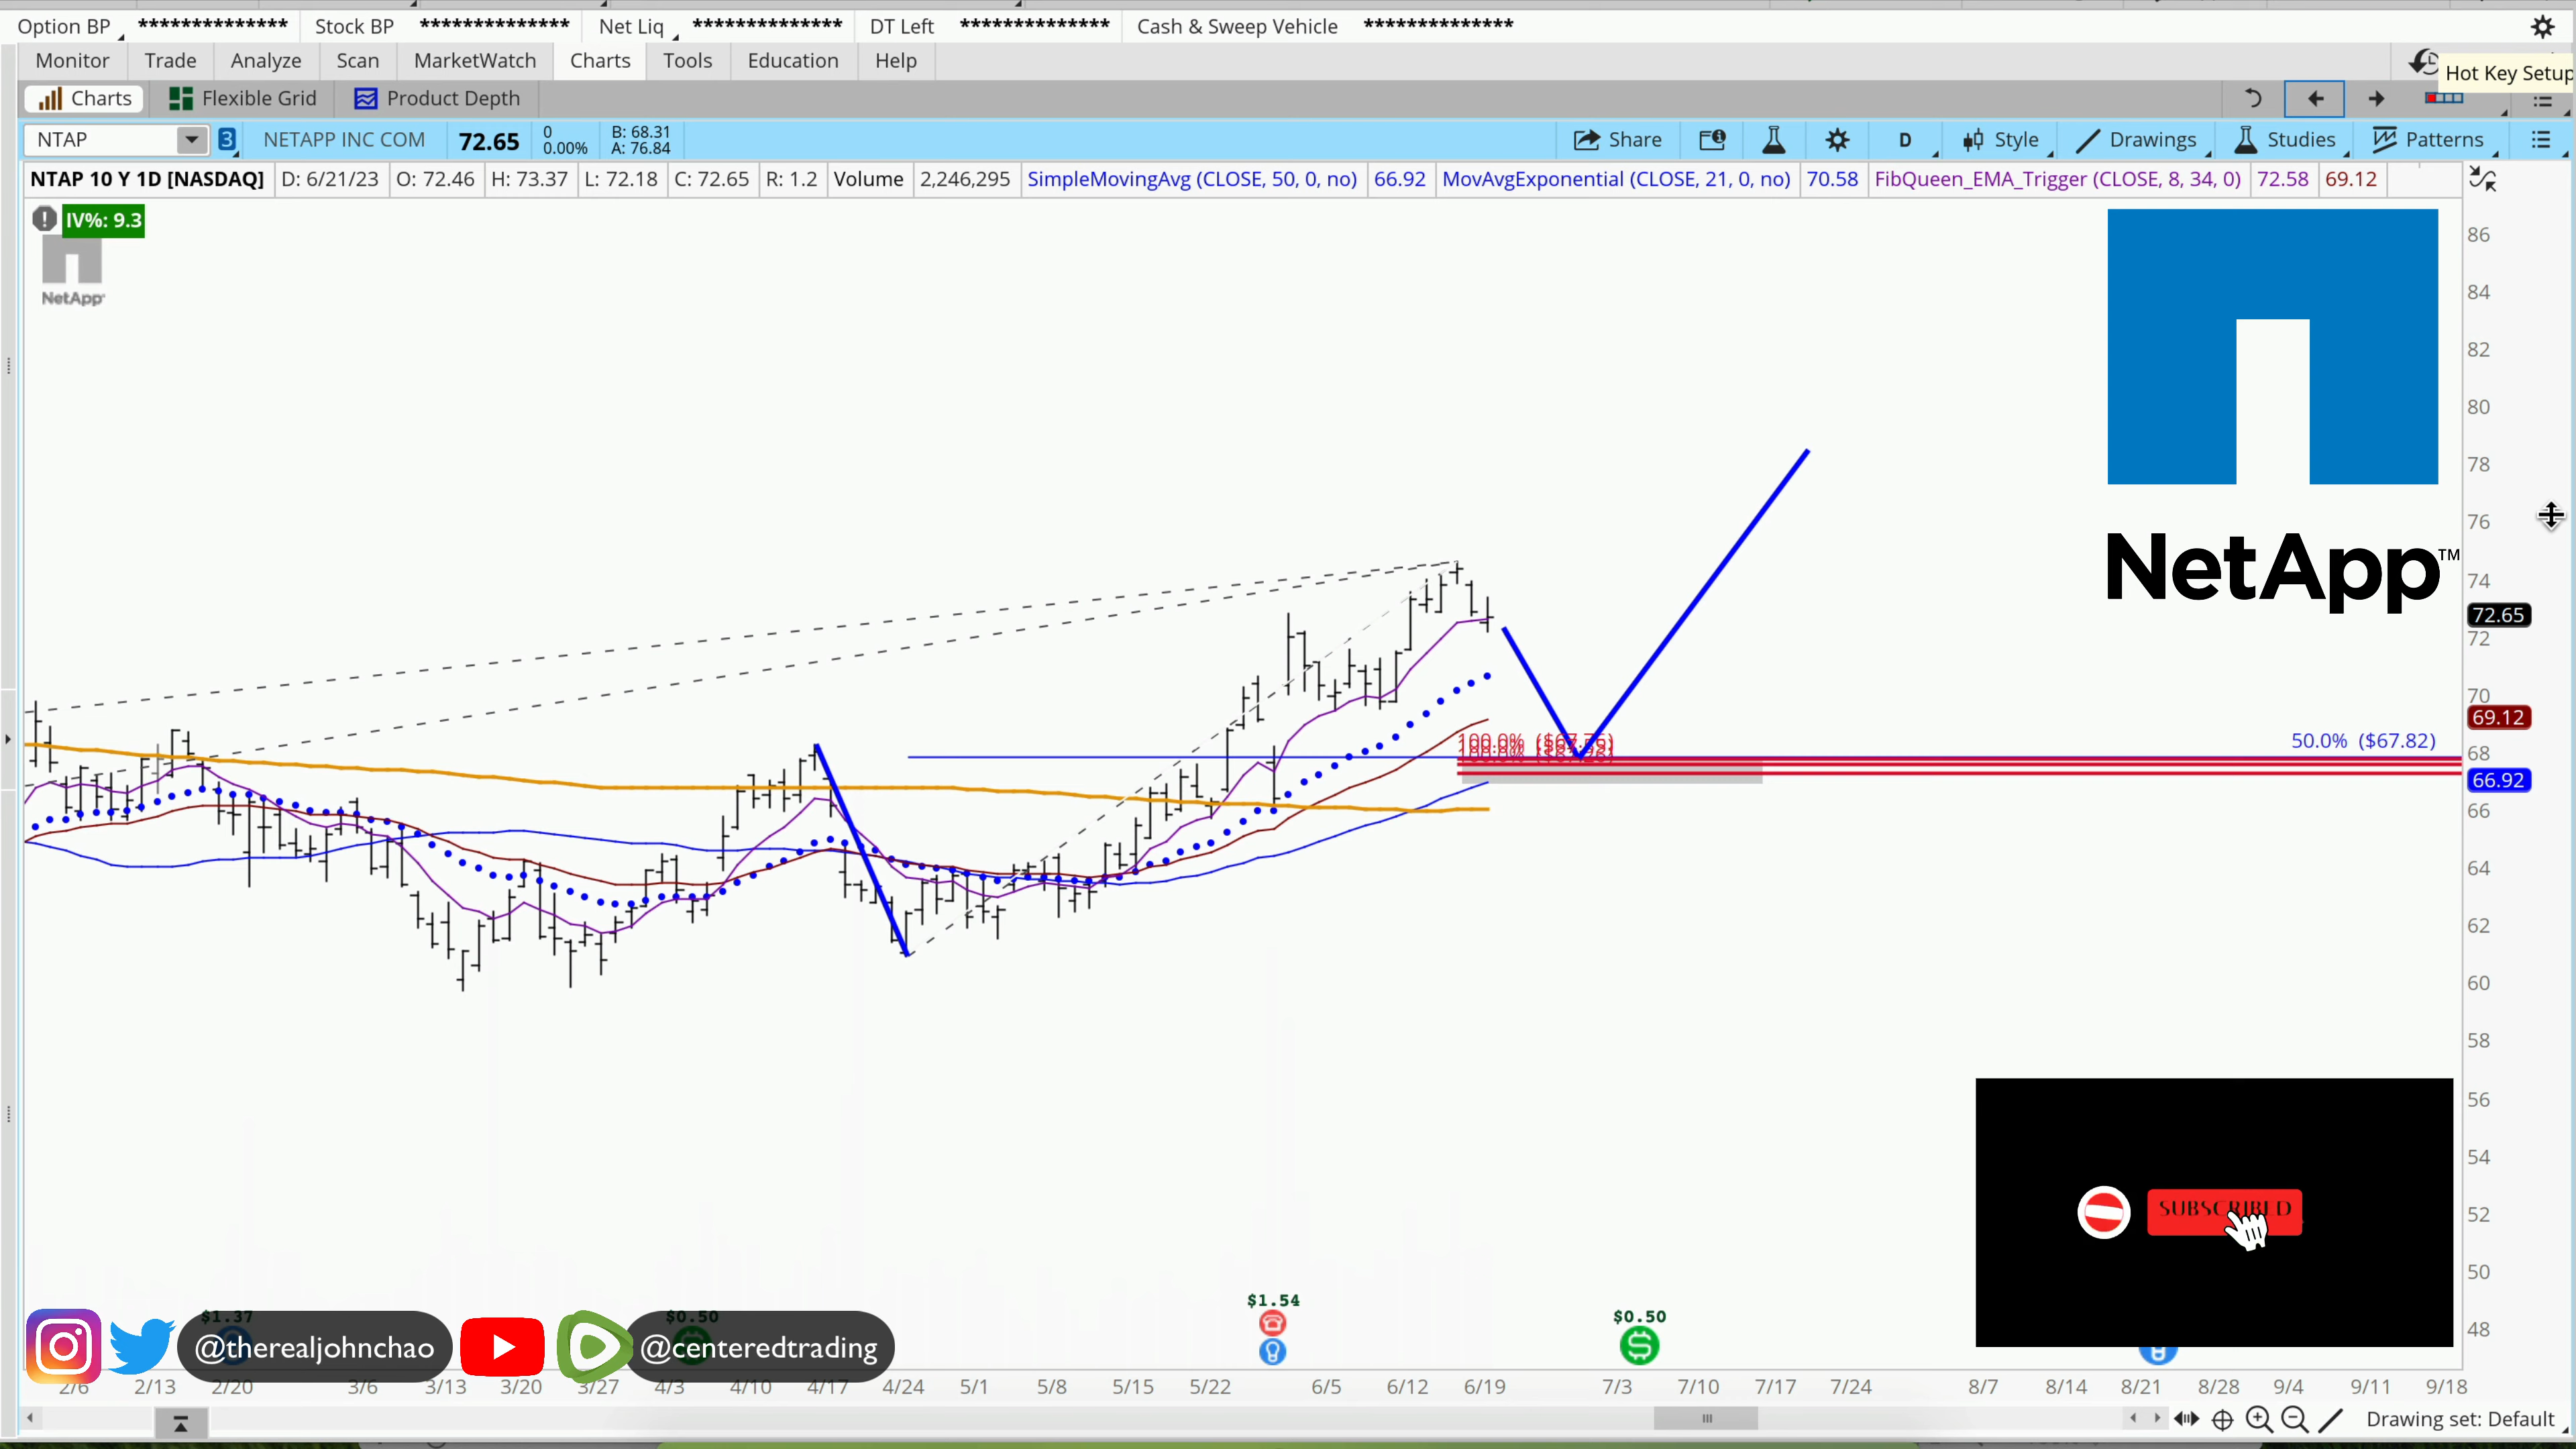 Option BP ************** Stock BP ************** Net Liq ************** DT Left ************** Cash & Sweep Vehicle **************
Monitor Trade Analyze Scan Charts MarketWatch Tools Education Help
Hot Key Setup
Charts Flexible Grid Product Depth
NTAP 3 NETAPP INC COM 72.65 0 0.00% B: 68.31 A: 76.84 Share D Style Drawings Studies Patterns
NTAP 10 Y 1D [NASDAQ] D: 6/21/23 O: 72.46 H: 73.37 L: 72.18 C: 72.65 R: 1.2 Volume 2,246,295 SimpleMovingAvg (CLOSE, 50, 0, no) 66.92 MovAvgExponential (CLOSE, 21, 0, no) 70.58 FibQueen_EMA_Trigger (CLOSE, 8, 34, 0) 72.58 69.12
IV%: 9.3
NetApp
NetApp™
86
84
82
80
78
76
74
72.65
72
70
69.12
50.0% ($67.82)
68
66.92
66
64
62
60
58
56
54
52
50
48
SUBSCRIBED
$1.37 $0.50 $1.54 $0.50
@therealjohnchao @centeredtrading
2/6 2/13 2/20 3/6 3/13 3/20 3/27 4/3 4/10 4/17 4/24 5/1 5/8 5/15 5/22 6/5 6/12 6/19 7/3 7/10 7/17 7/24 8/7 8/14 8/21 8/28 9/4 9/11 9/18
Drawing set: Default